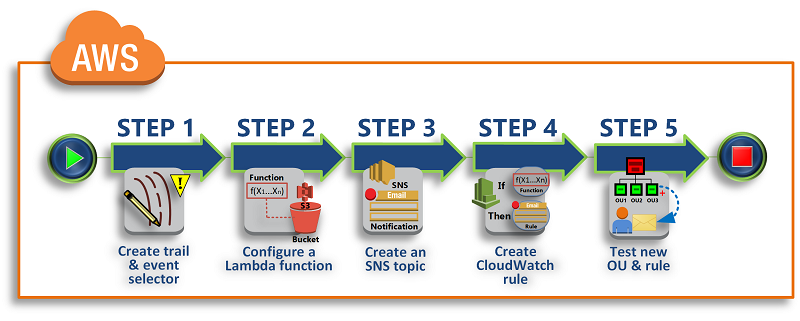 AWS
STEP 1
STEP 2
STEP 3
STEP 4
STEP 5
!
Function
f(X1...Xn)
S3
Bucket
SNS
Email
Notification
If
f(X1...Xn)
Function
Then
Email
Rule
OU1 OU2 OU3
+
Create trail
& event
selector
Configure a
Lambda function
Create an
SNS topic
Create
CloudWatch
rule
Test new
OU & rule